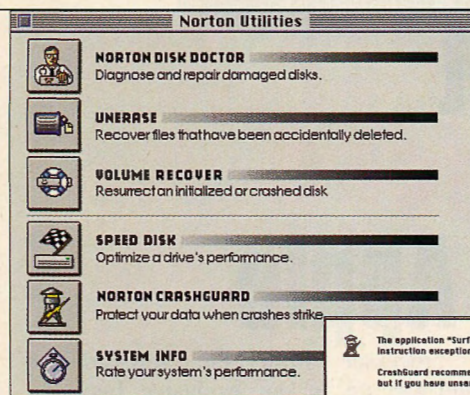 Norton Utilities
NORTON DISK DOCTOR
Diagnose and repair damaged disks.
UNERASE
Recover files that have been accidentally deleted.
VOLUME RECOVER
Resurrect an initialized or crashed disk
SPEED DISK
Optimize a drive's performance.
NORTON CRASHGUARD
Protect your data when crashes strike.
SYSTEM INFO
Rate your system's performance.
The application "Surf
instruction exception
CrashGuard recomme
but if you have unsa